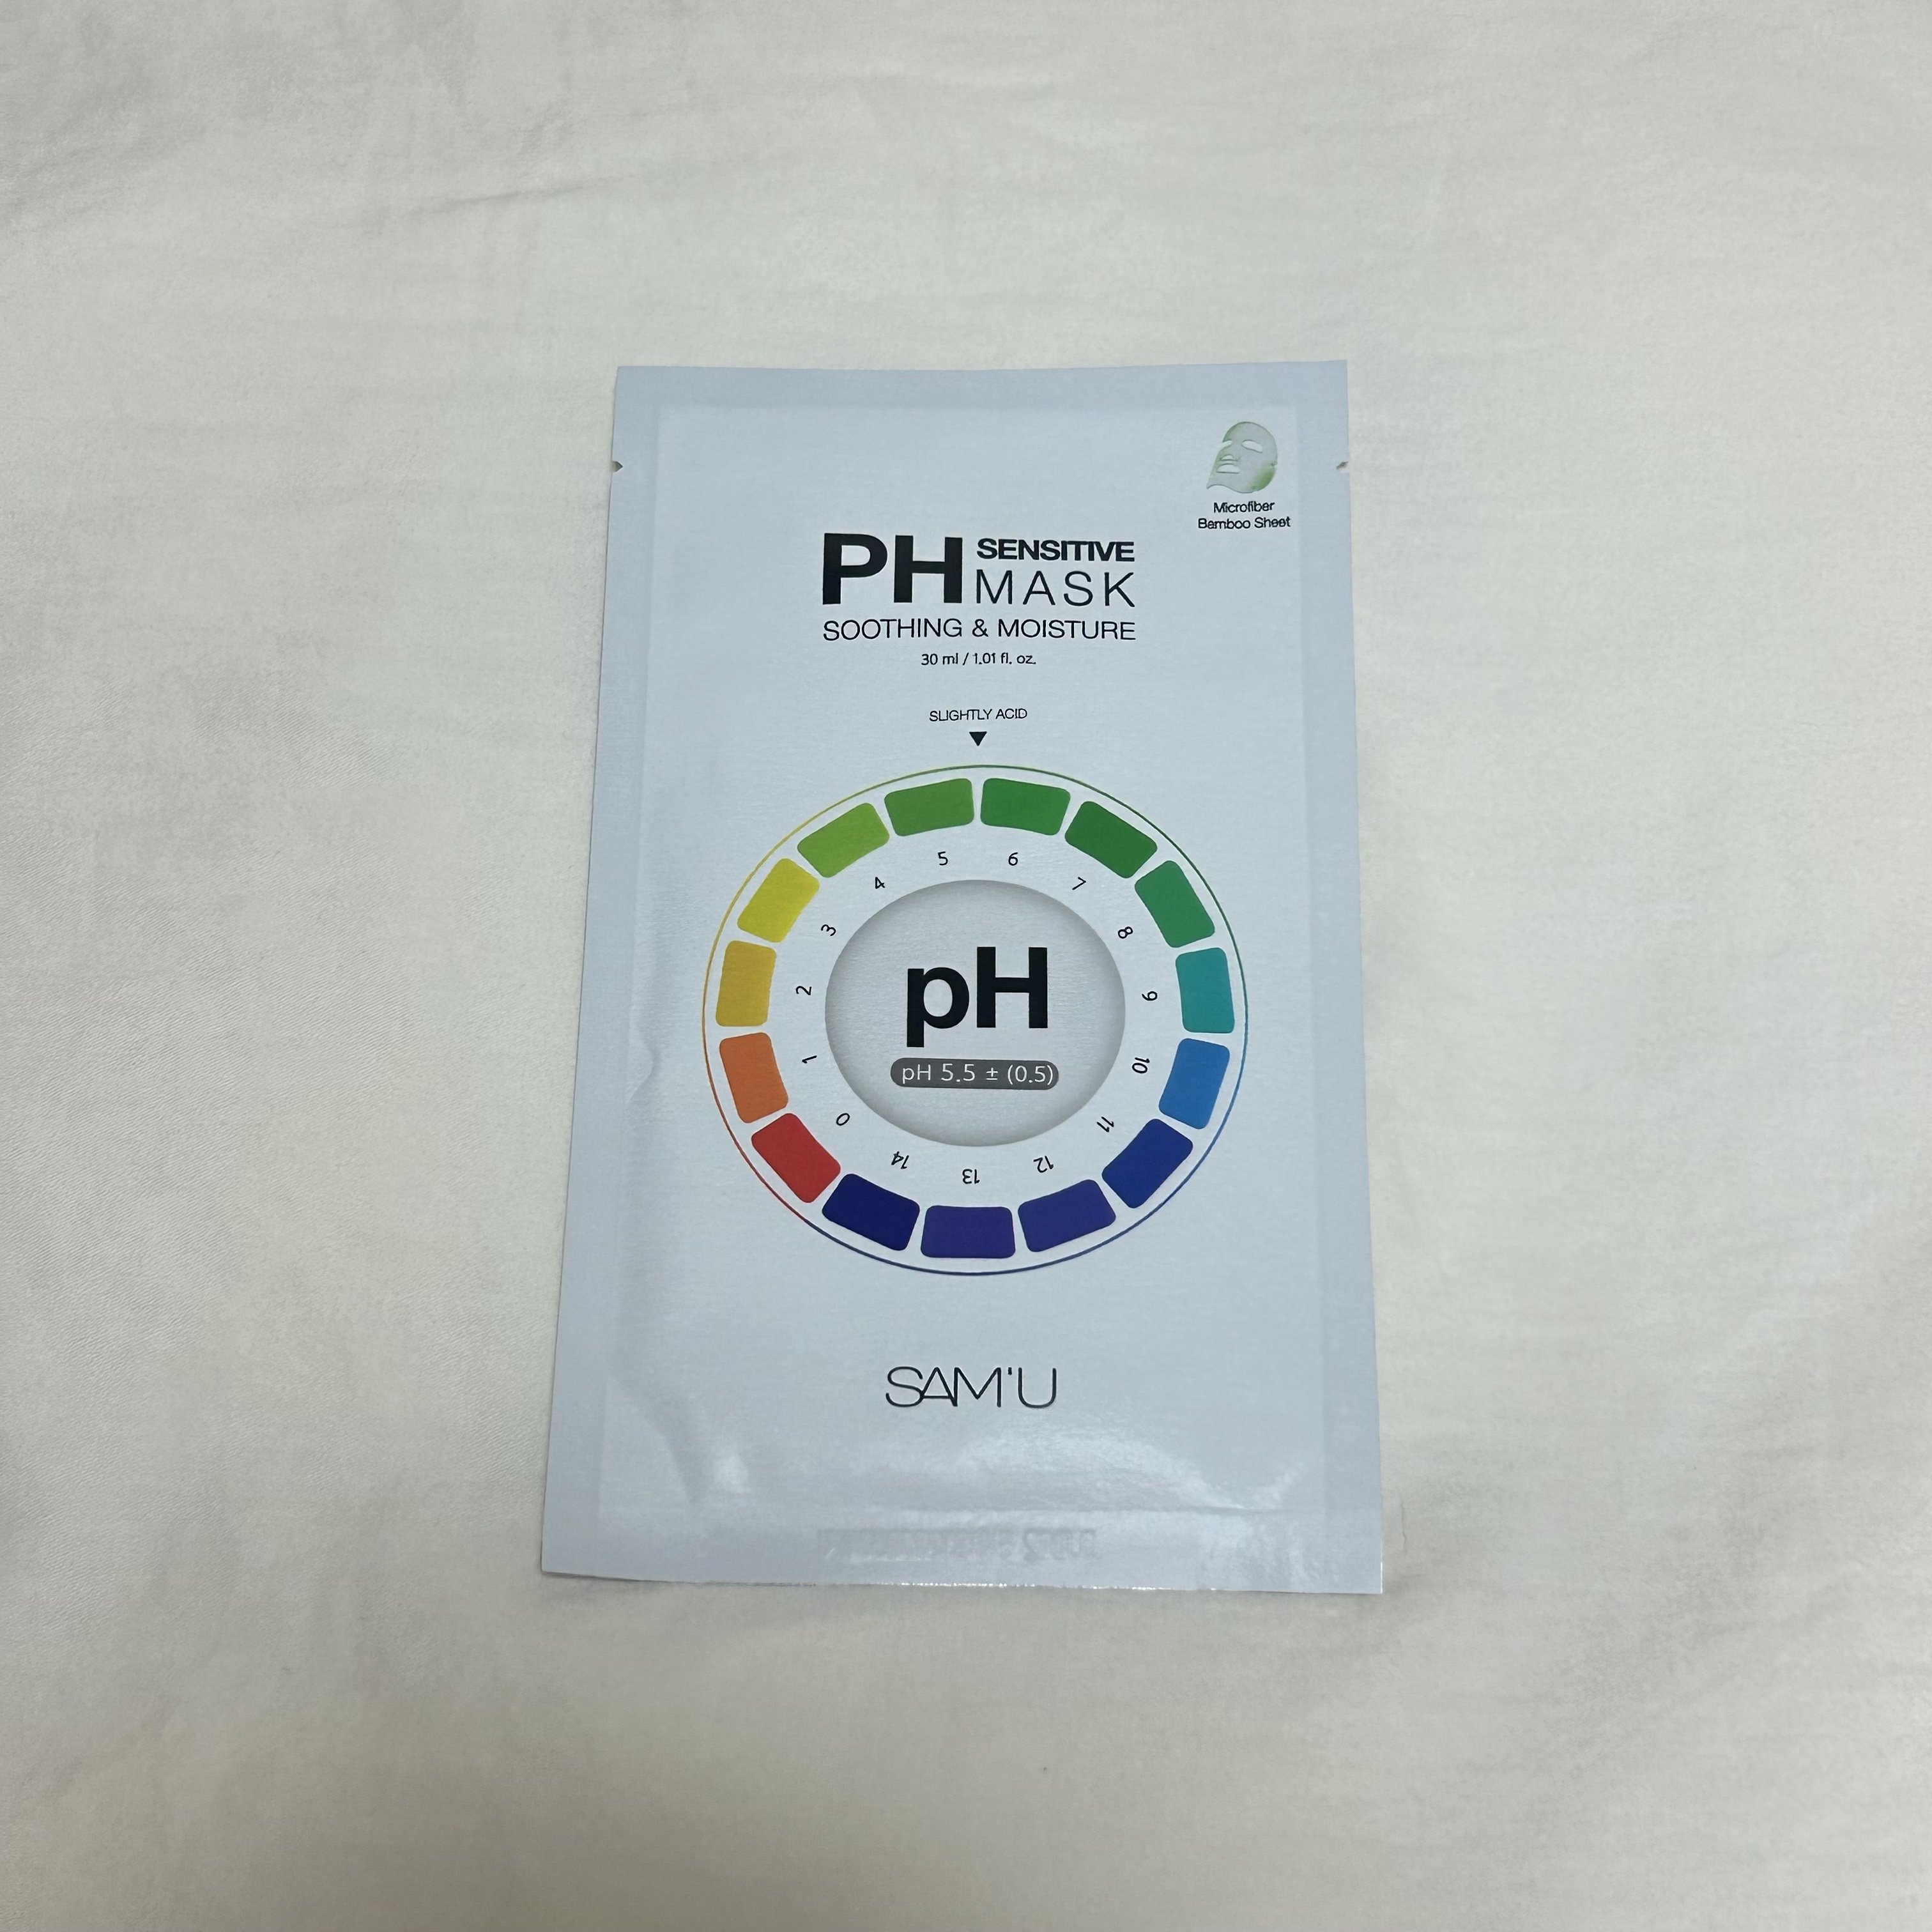 Microfiber
Bamboo Sheet
PH SENSITIVE
MASK
SOOTHING & MOISTURE
30 ml / 1.01 fl. oz.
SLIGHTLY ACID
0
1
2
3
4
5
6
7
8
9
10
11
12
13
14
pH
pH 5.5 ± (0.5)
SAM'U